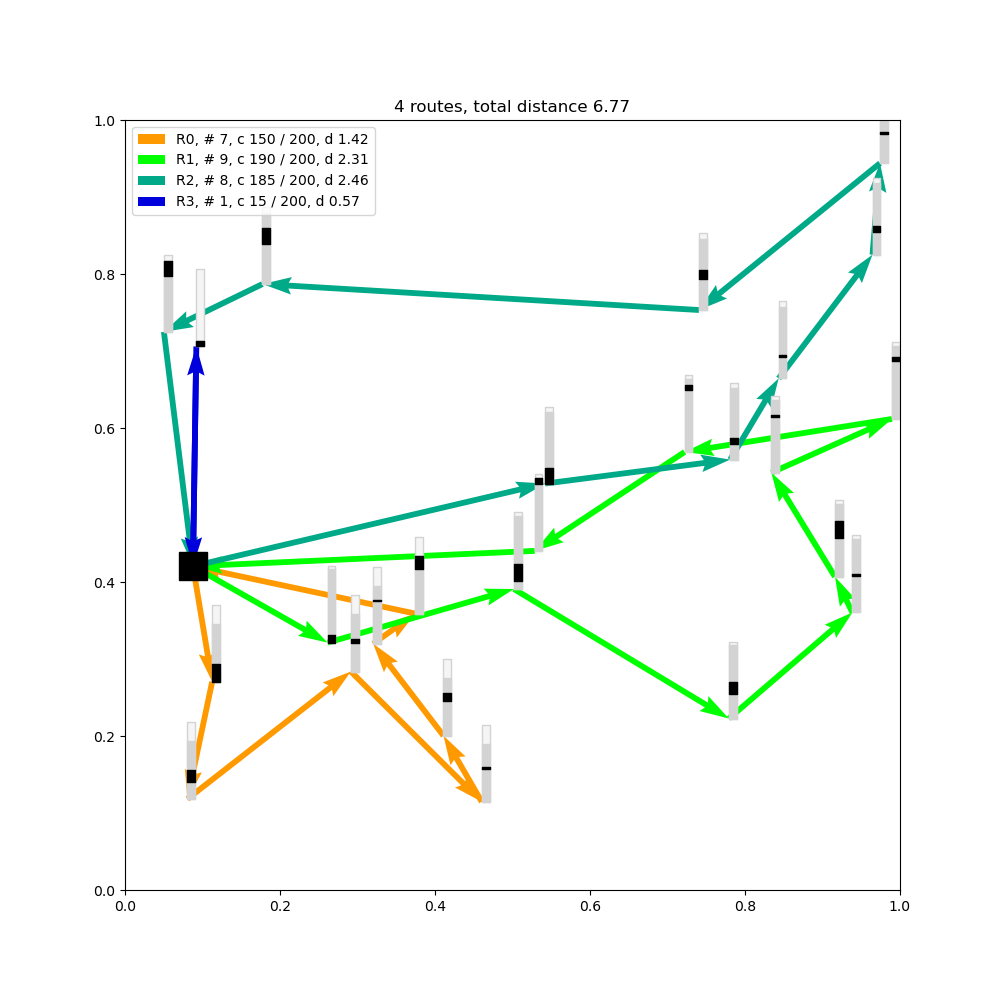 4 routes, total distance 6.77
R0, # 7, c 150 / 200, d 1.42
R1, # 9, c 190 / 200, d 2.31
R2, # 8, c 185 / 200, d 2.46
R3, # 1, c 15 / 200, d 0.57
1.0
0.8
0.6
0.4
0.2
0.0
0.0 0.2 0.4 0.6 0.8 1.0